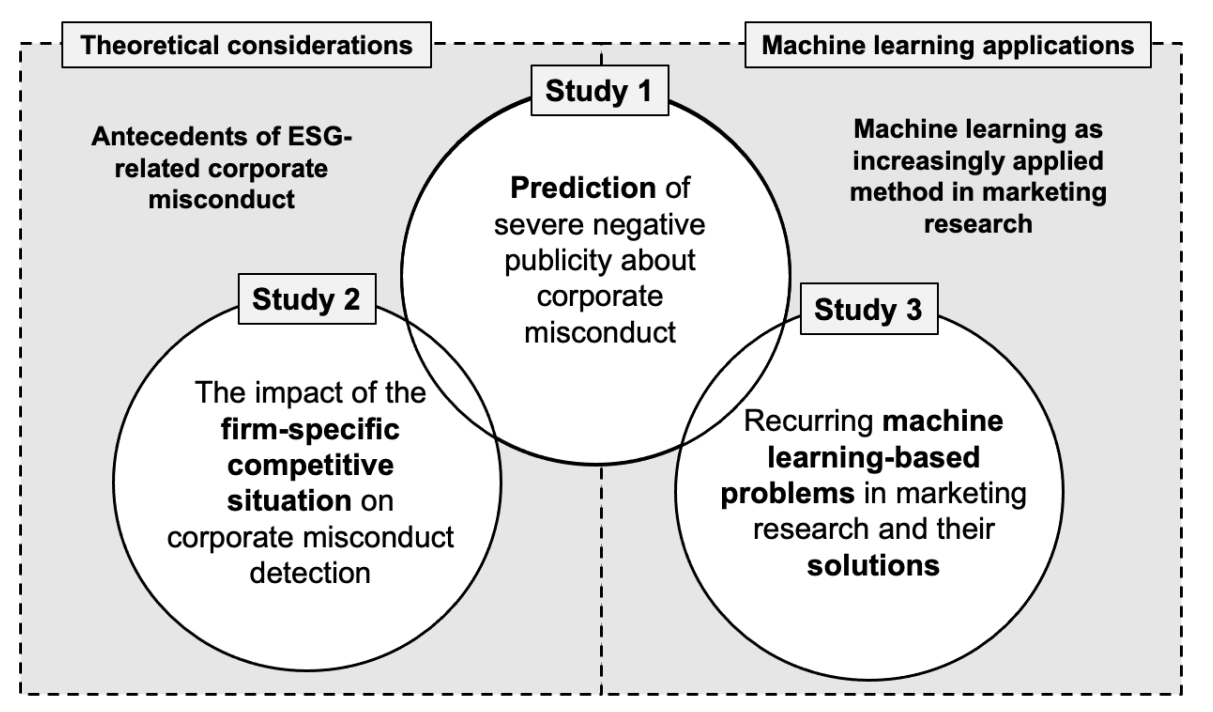 Theoretical considerations
Machine learning applications
Study 1
Antecedents of ESG-
related corporate
misconduct
Machine learning as
increasingly applied
method in marketing
research
Prediction of
severe negative
publicity about
corporate
misconduct
Study 2
The impact of the
firm-specific
competitive
situation on
corporate misconduct
detection
Study 3
Recurring machine
learning-based
problems in marketing
research and their
solutions